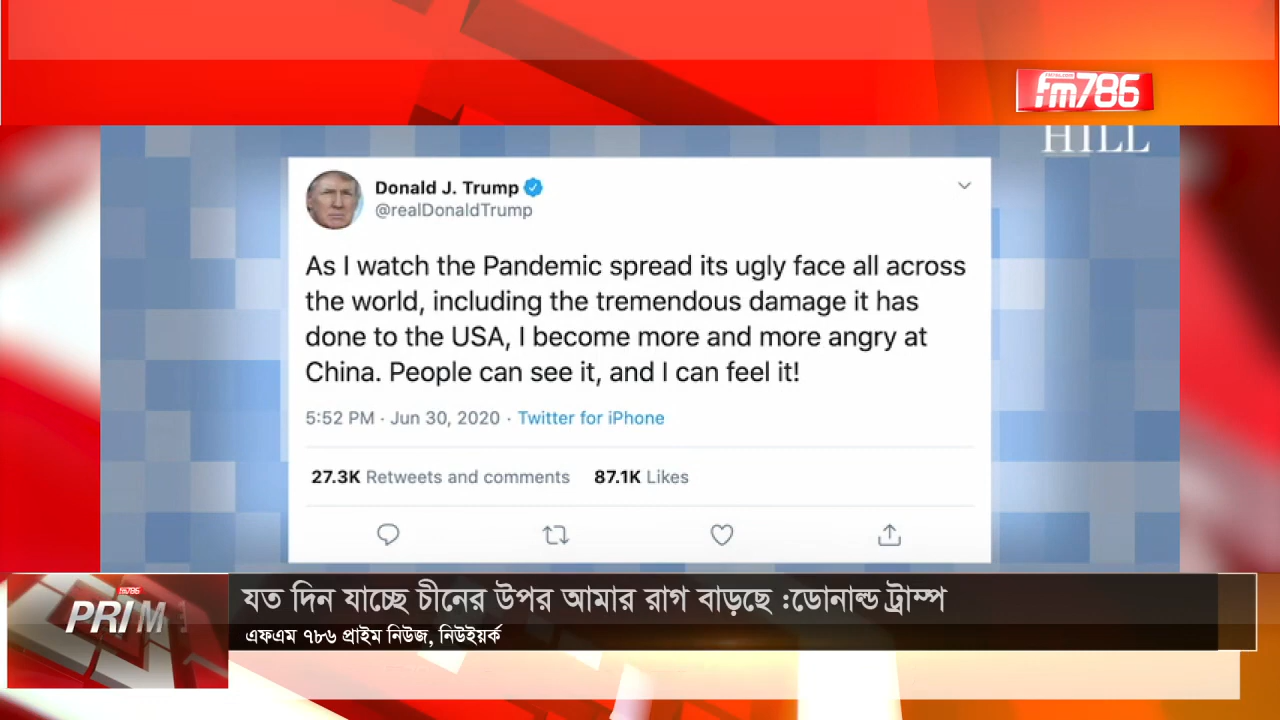 fm786
HILL
Donald J. Trump
@realDonaldTrump
As I watch the Pandemic spread its ugly face all across
the world, including the tremendous damage it has
done to the USA, I become more and more angry at
China. People can see it, and I can feel it!
5:52 PM · Jun 30, 2020 · Twitter for iPhone
27.3K Retweets and comments 87.1K Likes
fm786
PRIM
যত দিন যাচ্ছে চীনের উপর আমার রাগ বাড়ছে :ডোনাল্ড ট্রাম্প
এফএম ৭৮৬ প্রাইম নিউজ, নিউইয়র্ক